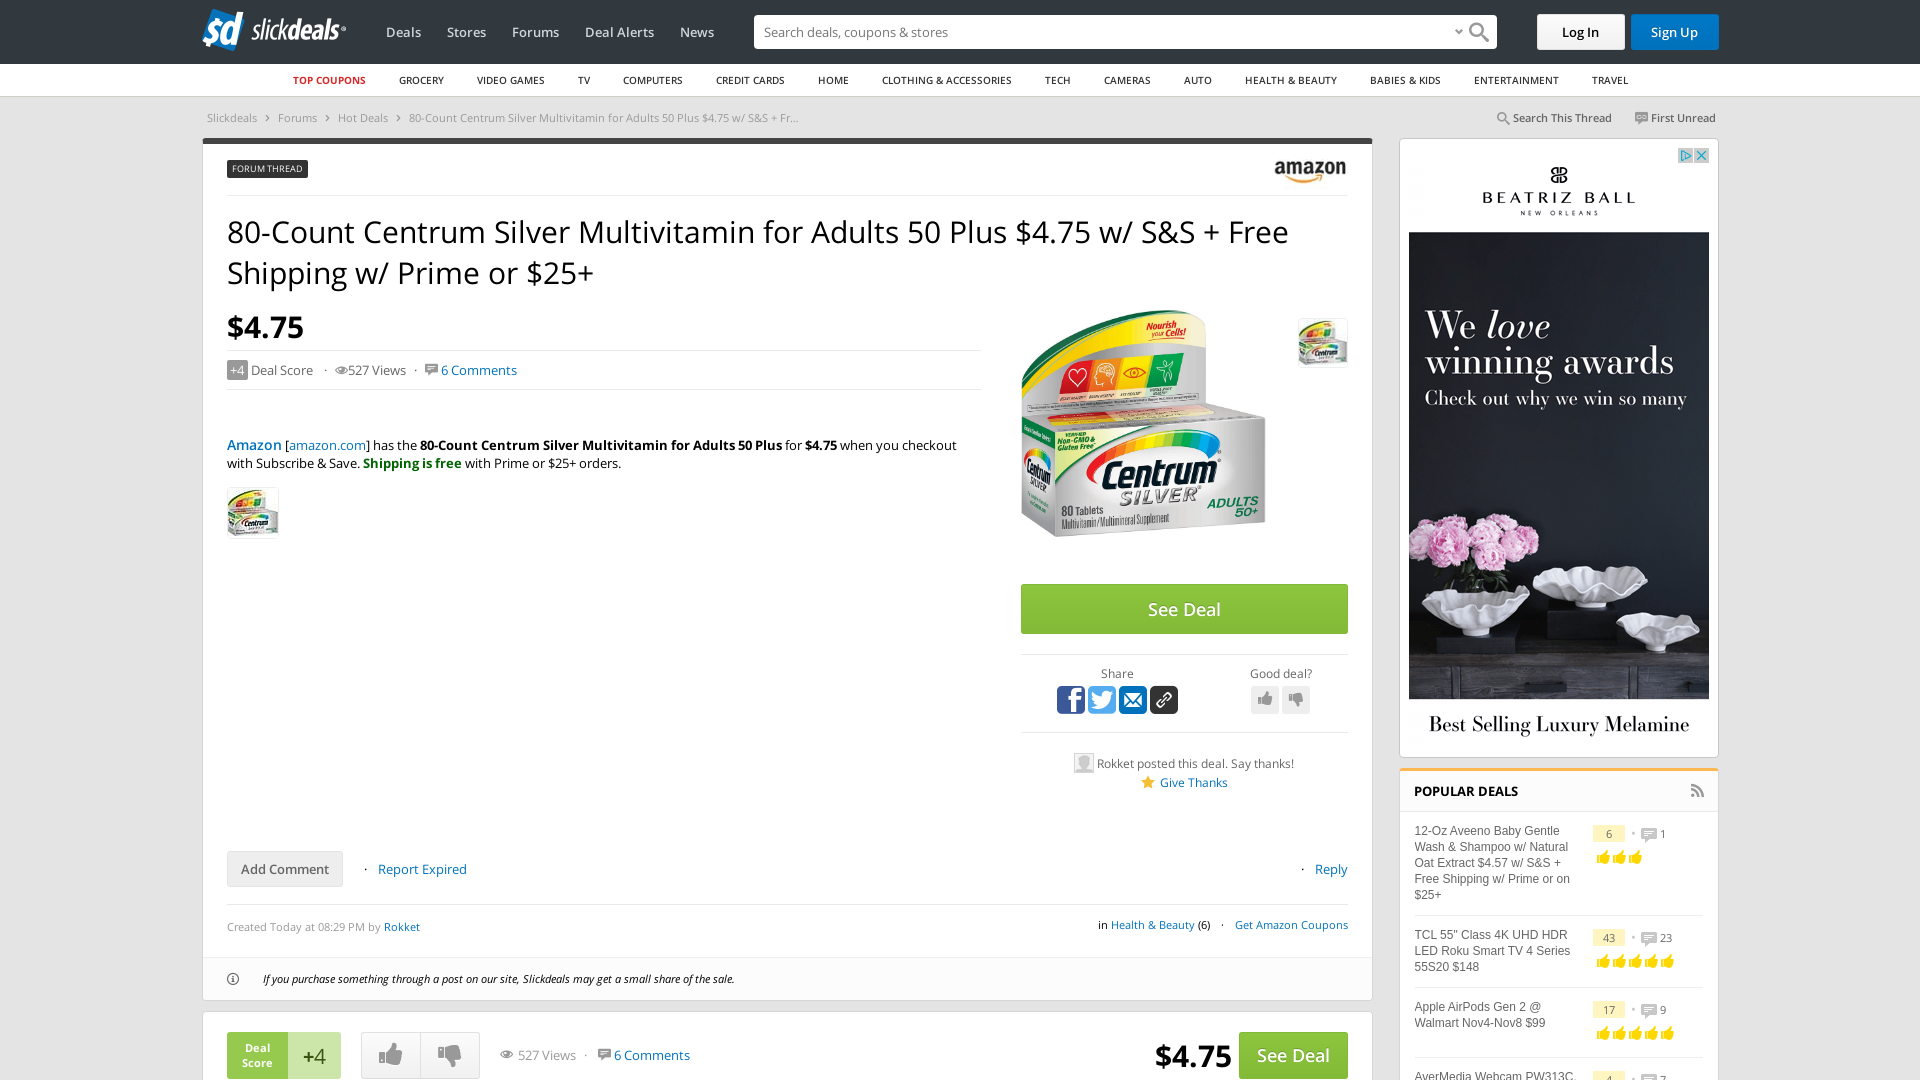 sd slickdeals
Deals
Stores
Forums
Deal Alerts
News
Search deals, coupons & stores
Log In
Sign Up
TOP COUPONS
GROCERY
VIDEO GAMES
TV
COMPUTERS
CREDIT CARDS
HOME
CLOTHING & ACCESSORIES
TECH
CAMERAS
AUTO
HEALTH & BEAUTY
BABIES & KIDS
ENTERTAINMENT
TRAVEL
Slickdeals > Forums > Hot Deals > 80-Count Centrum Silver Multivitamin for Adults 50 Plus $4.75 w/ S&S + Fr...
Search This Thread
First Unread
FORUM THREAD
amazon
80-Count Centrum Silver Multivitamin for Adults 50 Plus $4.75 w/ S&S + Free
Shipping w/ Prime or $25+
$4.75
+4 Deal Score · 527 Views · 6 Comments
Amazon [amazon.com] has the 80-Count Centrum Silver Multivitamin for Adults 50 Plus for $4.75 when you checkout
with Subscribe & Save. Shipping is free with Prime or $25+ orders.
Nourish
your Cells!
Non-GMO &
Gluten Free
Centrum
SILVER
Centrum
SILVER
ADULTS
50+
80 Tablets
Multivitamin/Multimineral Supplement
See Deal
Share
Good deal?
Rokket posted this deal. Say thanks!
Give Thanks
Add Comment
· Report Expired
· Reply
Created Today at 08:29 PM by Rokket
in Health & Beauty (6) · Get Amazon Coupons
If you purchase something through a post on our site, Slickdeals may get a small share of the sale.
Deal
Score
+4
527 Views · 6 Comments
$4.75
See Deal
BEATRIZ BALL
NEW ORLEANS
We love
winning awards
Check out why we win so many
Best Selling Luxury Melamine
POPULAR DEALS
12-Oz Aveeno Baby Gentle
Wash & Shampoo w/ Natural
Oat Extract $4.57 w/ S&S +
Free Shipping w/ Prime or on
$25+
6 • 1
TCL 55" Class 4K UHD HDR
LED Roku Smart TV 4 Series
55S20 $148
43 • 23
Apple AirPods Gen 2 @
Walmart Nov4-Nov8 $99
17 • 9
AverMedia Webcam PW313C,
4 • 7